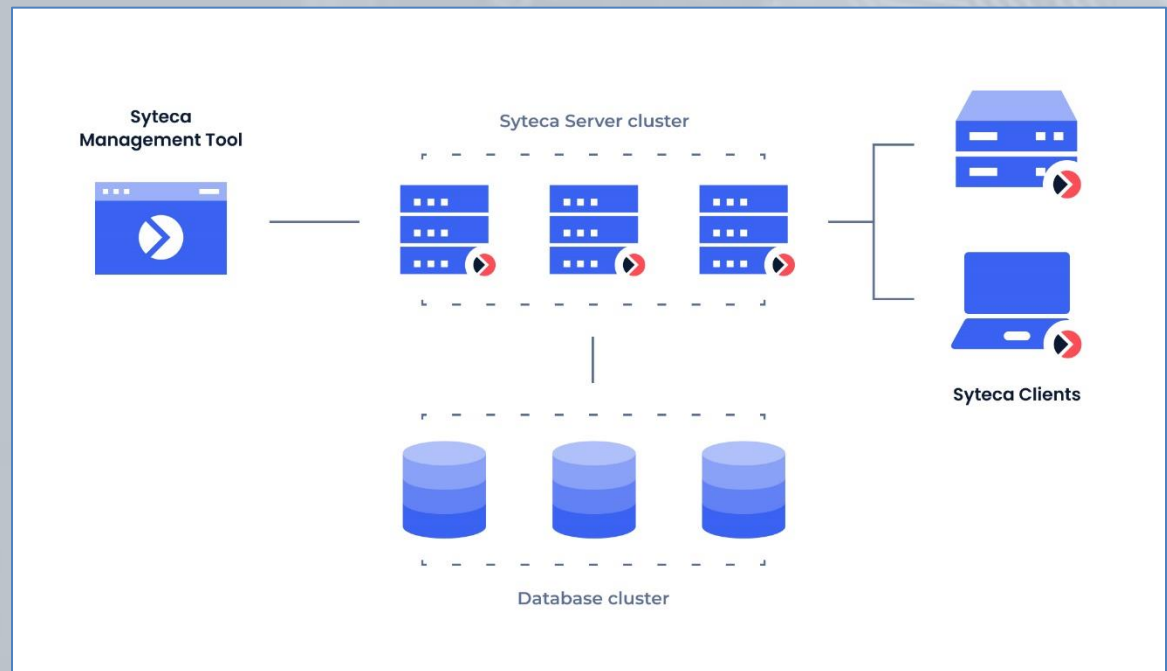 Syteca
Management Tool
Syteca Server cluster
Syteca Clients
Database cluster